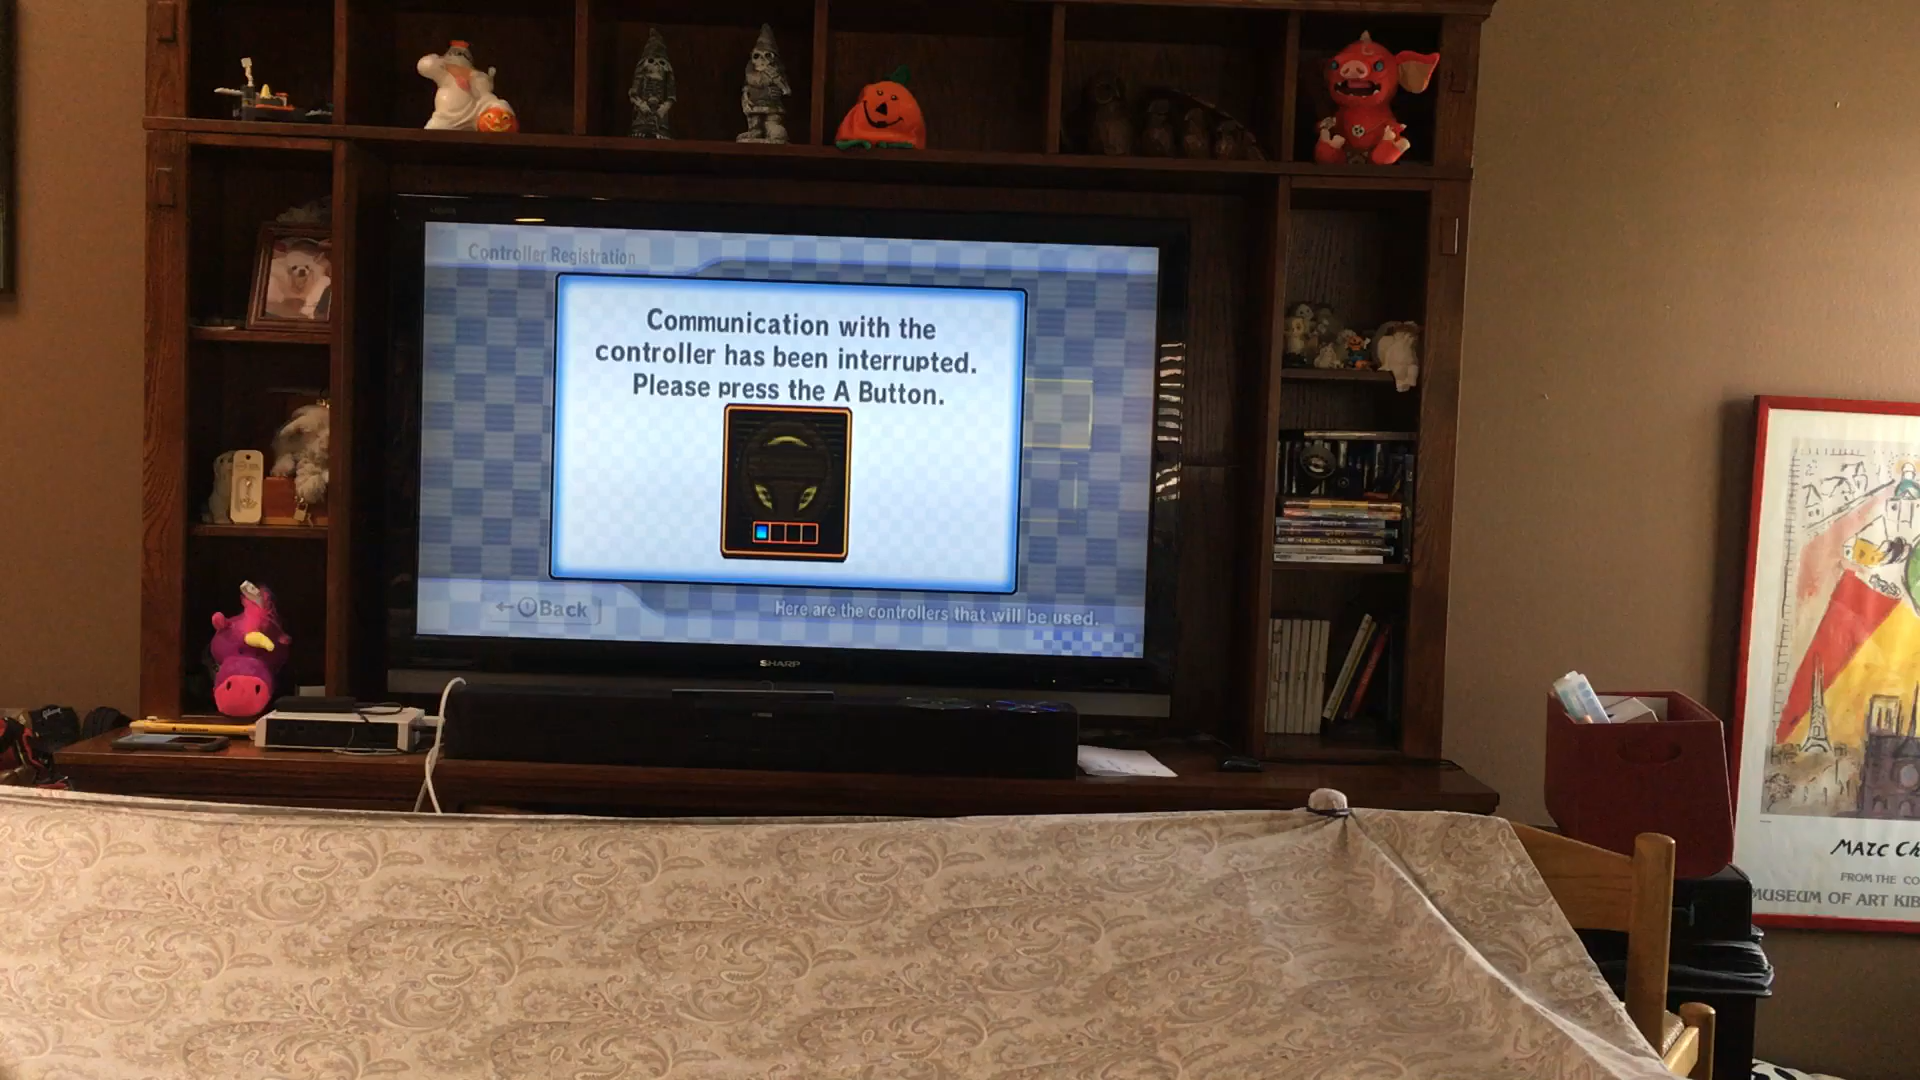 Controller Registration
Communication with the
controller has been interrupted.
Please press the A Button.
Back
Here are the controllers that will be used.
SHARP
MARC
FROM THE CO
MUSEUM OF ART KIB